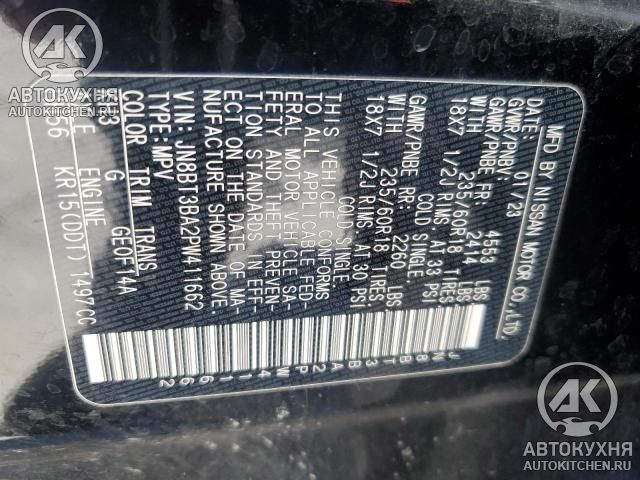 MFD BY NISSAN MOTOR CO.,LTD.
DATE: 01/23
GVWR/PNBV: 4553 LBS
GAWR/PNBE FR. 2414 LBS
WITH 235/60R18 TIRES,
18X7 1/2J RIMS AT 33 PSI
COLD SINGLE.
GAWR/PNBE RR. 2260 LBS
WITH 235/60R18 TIRES,
18X7 1/2J RIMS AT 30 PSI
COLD SINGLE
THIS VEHICLE CONFORMS
TO ALL APPLICABLE FED-
ERAL MOTOR VEHICLE SA-
FETY AND THEFT PREVEN-
TION STANDARDS IN EFF-
ECT ON THE DATE OF MA-
NUFACTURE SHOWN ABOVE.
VIN: JN8BT3BA2PW411662
TYPE: MPV
COLOR TRIM TRANS
G GE0F14A
ENGINE
KR15(DDT) 1497CC
JN8BT3BA2PW411662
АК
АВТОКУХНЯ
AUTOKITCHEN.RU
АК
АВТОКУХНЯ
AUTOKITCHEN.RU